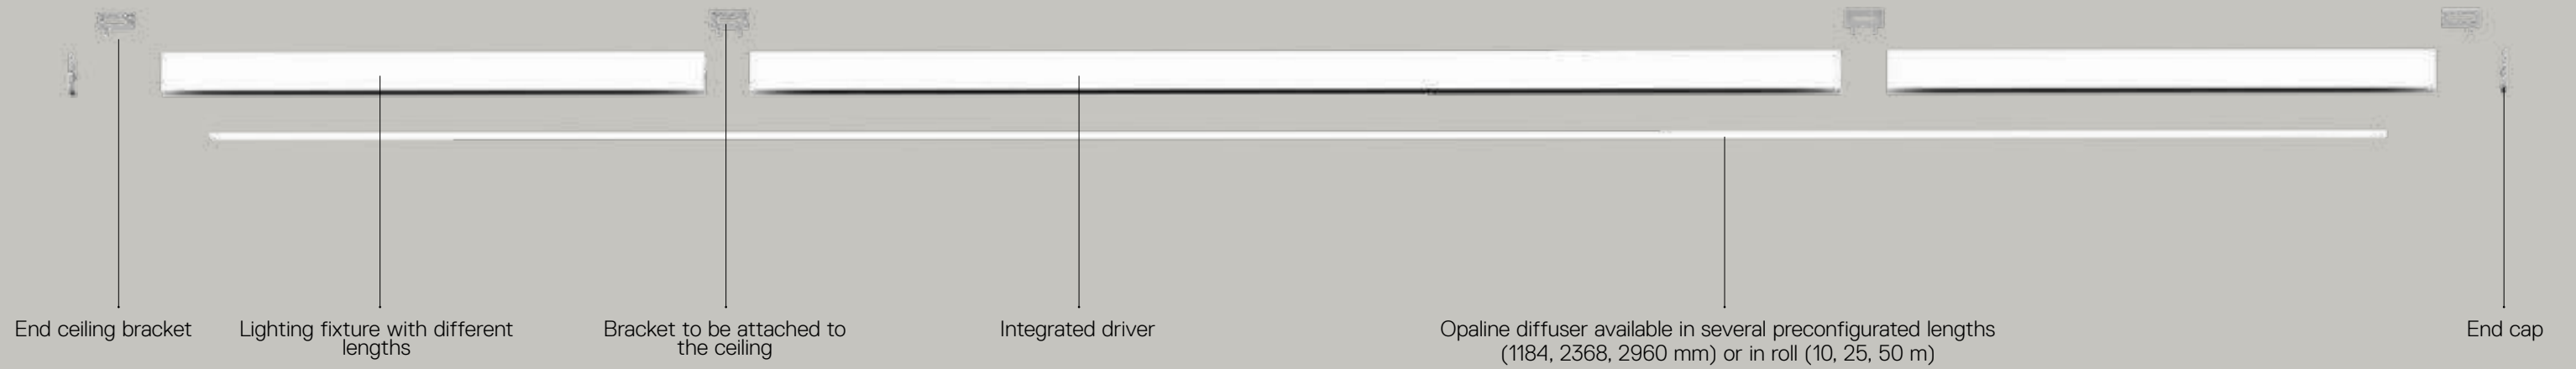 End ceiling bracket
Lighting fixture with different
lengths
Bracket to be attached to
the ceiling
Integrated driver
Opaline diffuser available in several preconfigurated lengths
(1184, 2368, 2960 mm) or in roll (10, 25, 50 m)
End cap